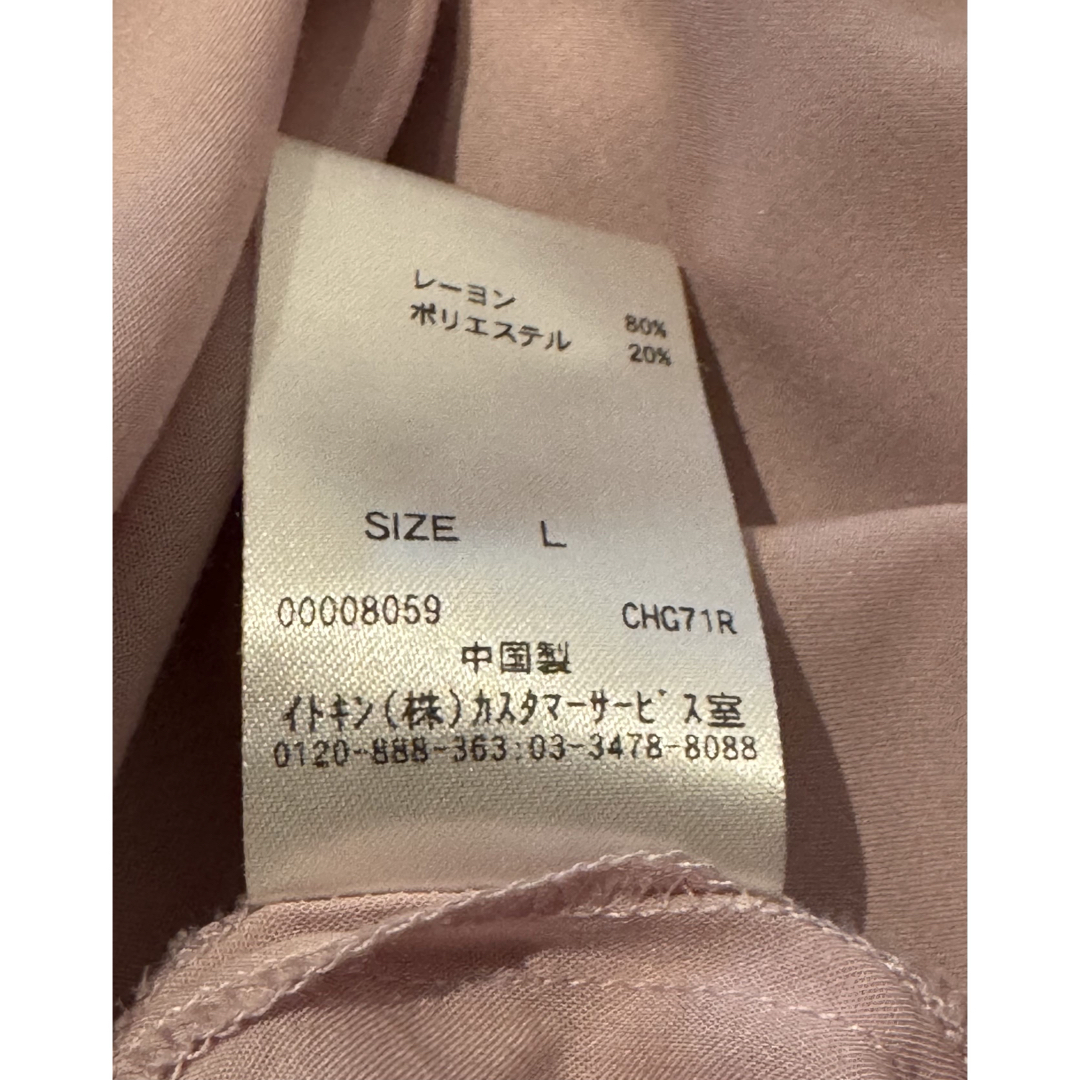 レーヨン 80%
ポリエステル 20%
SIZE L
00008059 CHG71R
中国製
イトキン(株)カスタマーサービス室
0120-888-363:03-3478-8088